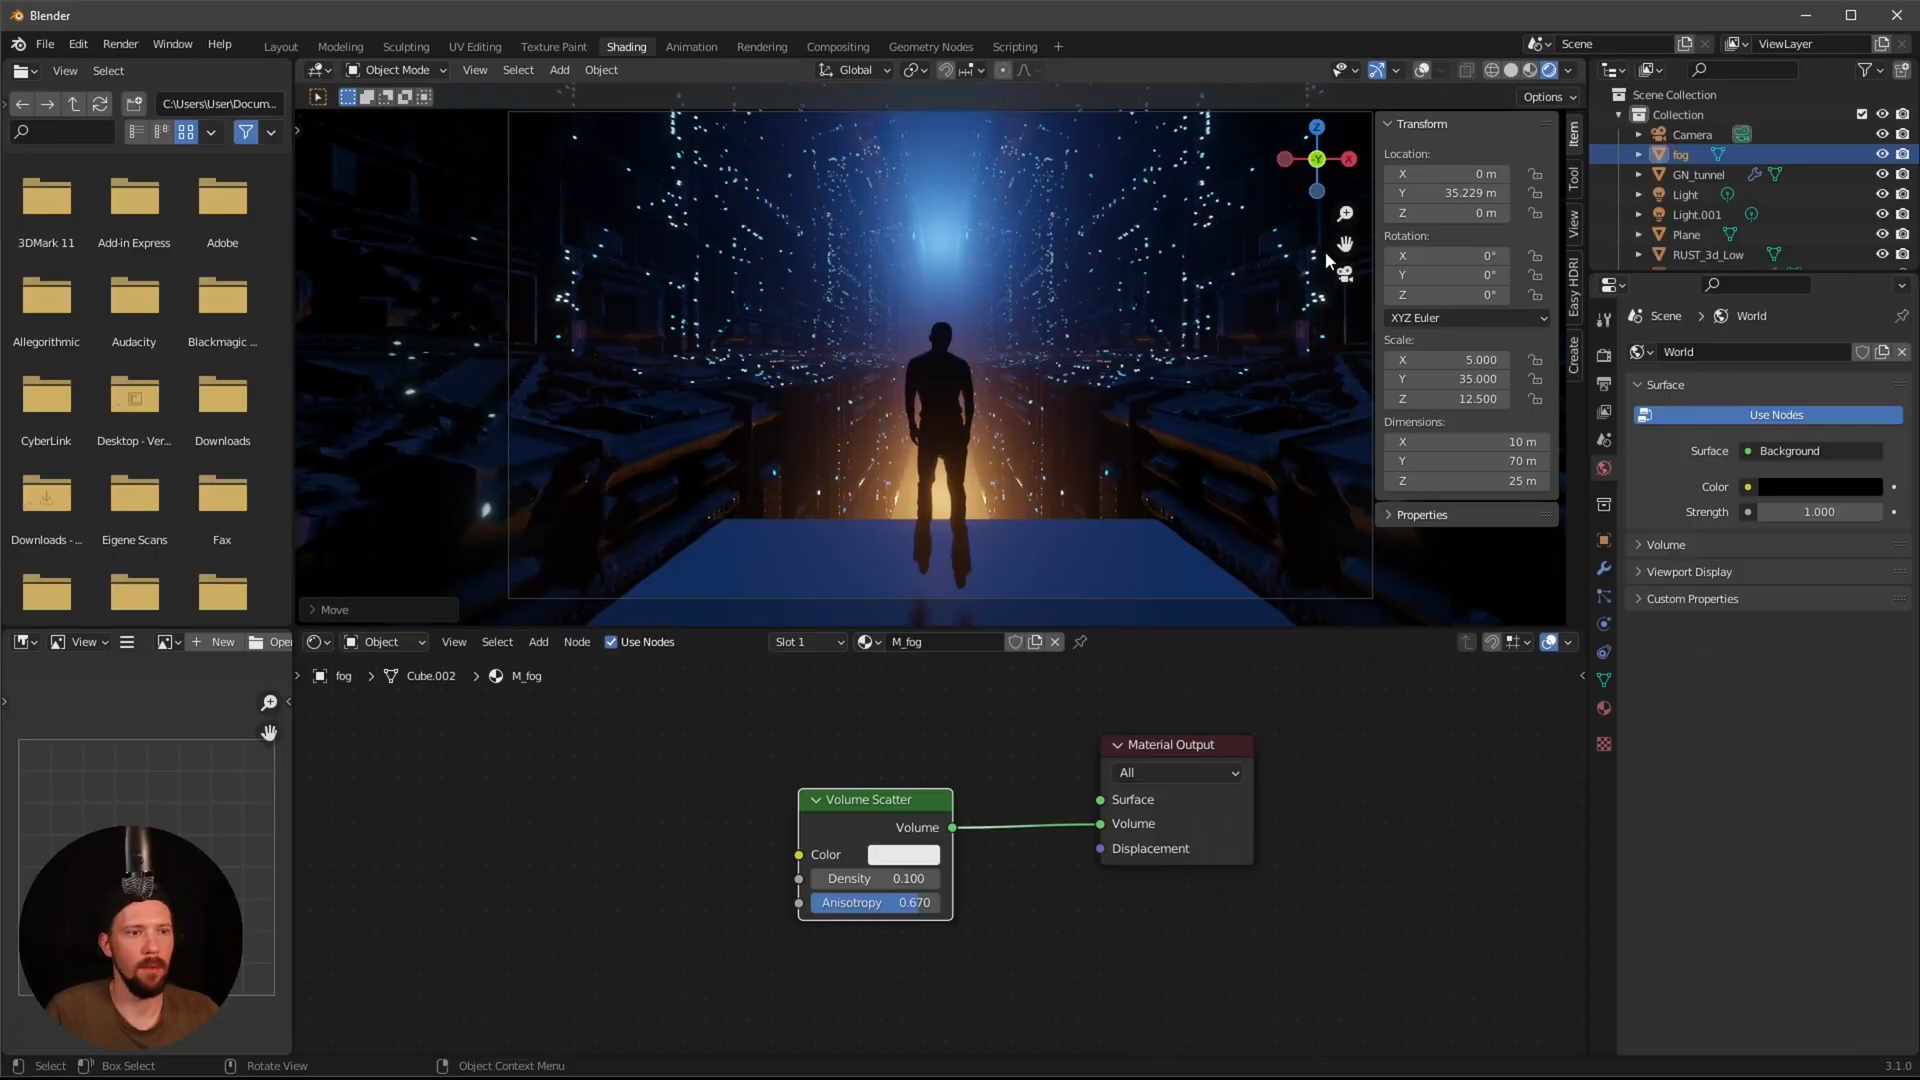 Blender
File Edit Render Window Help Layout Modeling Sculpting UV Editing Texture Paint Shading Animation Rendering Compositing Geometry Nodes Scripting + Scene ViewLayer
View Select Object Mode View Select Add Object Global
C:\Users\User\Docum... Options
3DMark 11 Add-in Express Adobe
Allegorithmic Audacity Blackmagic ...
CyberLink Desktop - Ver... Downloads
Downloads - ... Eigene Scans Fax
Z
Y X
Move
Transform
Location:
X 0 m
Y 35.229 m
Z 0 m
Rotation:
X 0°
Y 0°
Z 0°
XYZ Euler
Scale:
X 5.000
Y 35.000
Z 12.500
Dimensions:
X 10 m
Y 70 m
Z 25 m
Properties
Item
Tool
View
Easy HDRI
Create
Scene Collection
Collection
Camera
fog
GN_tunnel
Light
Light.001
Plane
RUST_3d_Low
Scene > World
World
Surface
Use Nodes
Surface Background
Color
Strength 1.000
Volume
Viewport Display
Custom Properties
View + New Open
Object View Select Add Node Use Nodes Slot 1 M_fog
fog > Cube.002 > M_fog
Volume Scatter
Volume
Color
Density 0.100
Anisotropy 0.670
Material Output
All
Surface
Volume
Displacement
Select Box Select Rotate View Object Context Menu 3.1.0